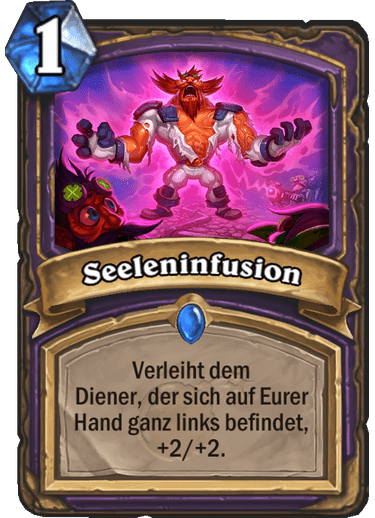 1
Seeleninfusion
Verleiht dem
Diener, der sich auf Eurer
Hand ganz links befindet,
+2/+2.